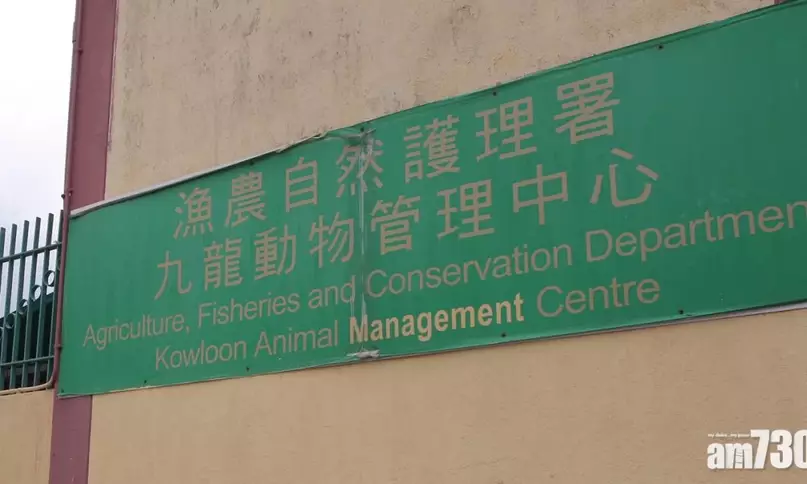 漁農自然護理署
九龍動物管理中心
Agriculture, Fisheries and Conservation Departmen
Kowloon Animal Management Centre
am730